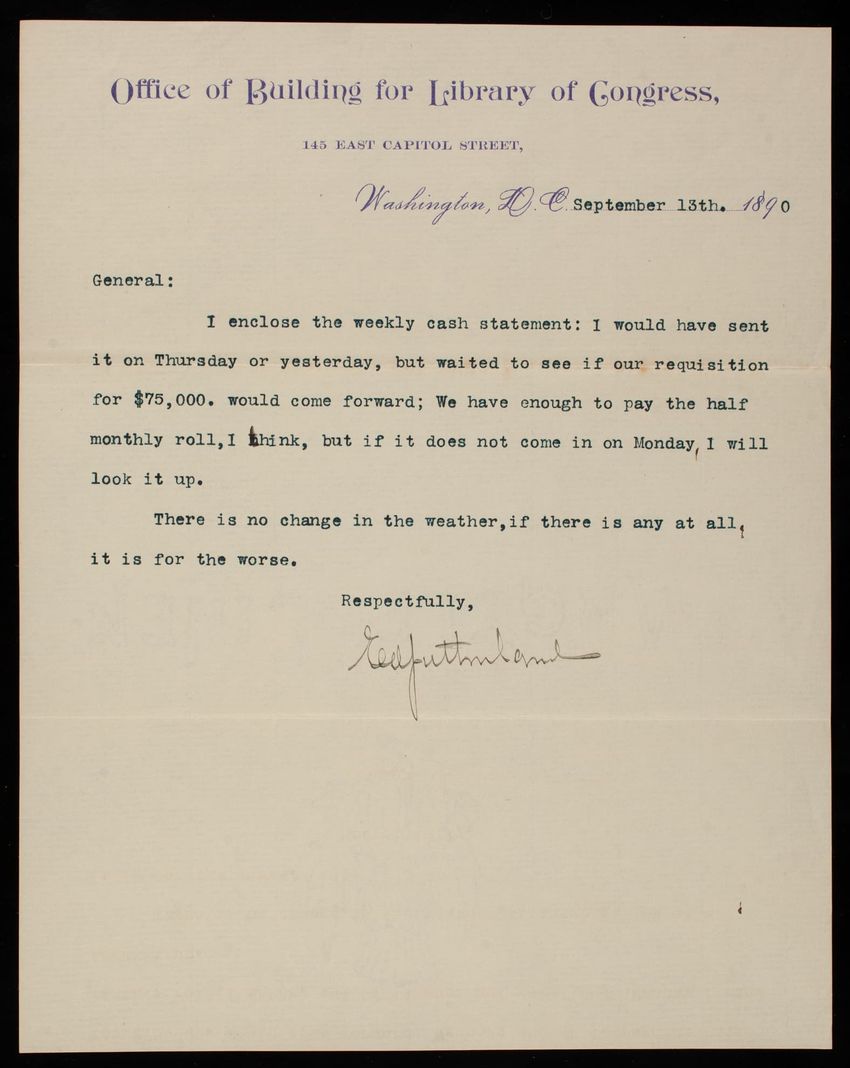 Office of Building for Library of Congress,
145 EAST CAPITOL STREET,
Washington, D. C. September 13th. 1890
General:
I enclose the weekly cash statement: I would have sent
it on Thursday or yesterday, but waited to see if our requisition
for $75,000. would come forward; We have enough to pay the half
monthly roll,I think, but if it does not come in on Monday, I will
look it up.
There is no change in the weather,if there is any at all,
it is for the worse.
Respectfully,